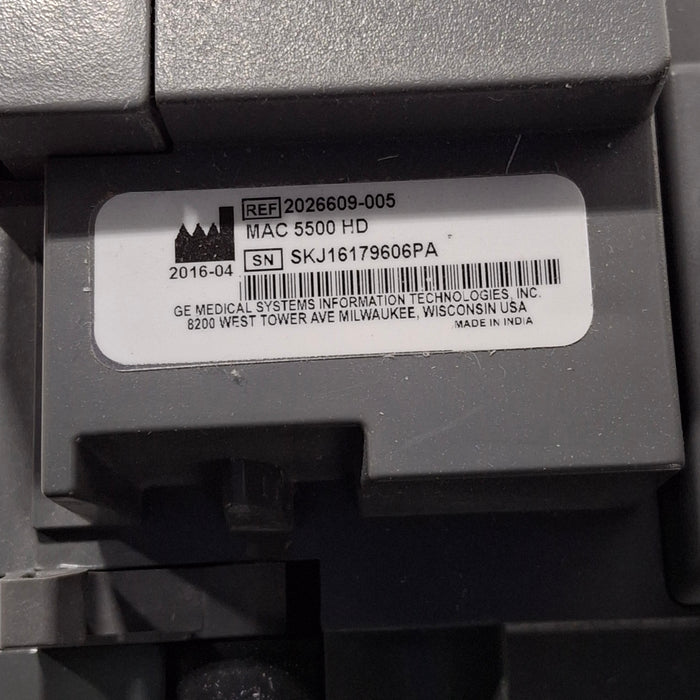 REF 2026609-005
MAC 5500 HD
2016-04
SN SKJ16179606PA
GE MEDICAL SYSTEMS INFORMATION TECHNOLOGIES, INC.
8200 WEST TOWER AVE MILWAUKEE, WISCONSIN USA
MADE IN INDIA